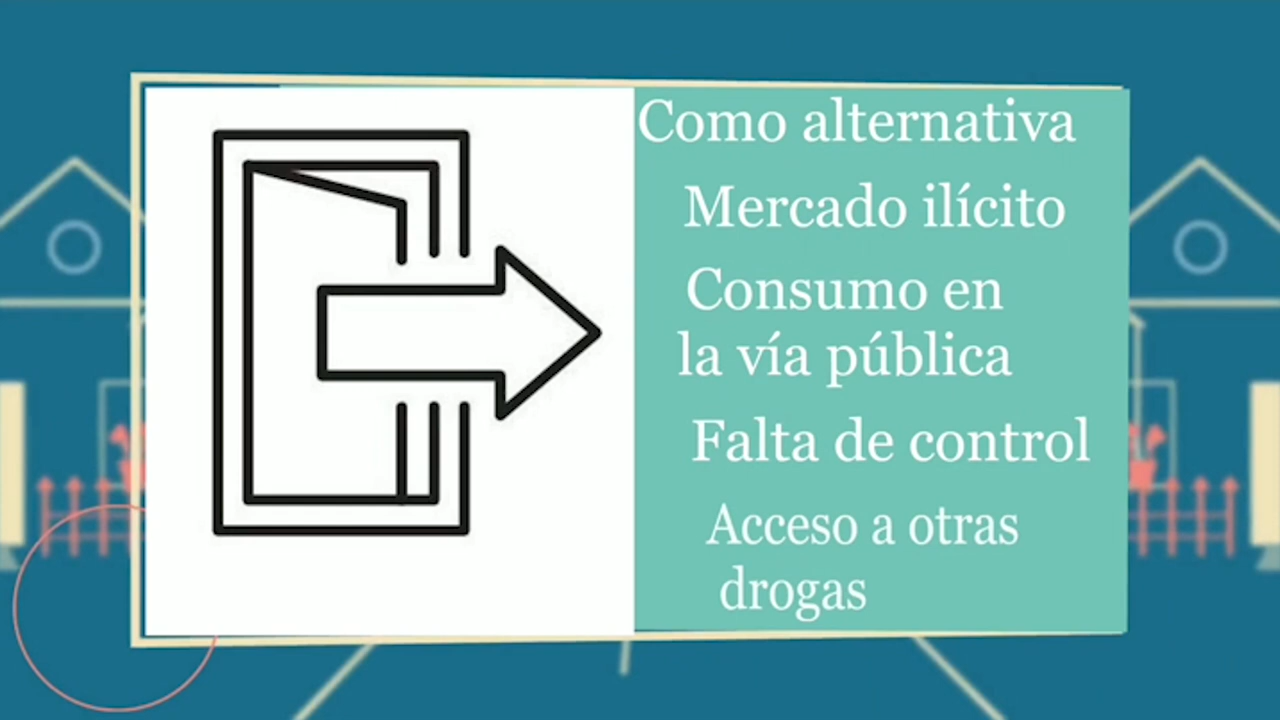 Como alternativa
Mercado ilícito
Consumo en
la vía pública
Falta de control
Acceso a otras
drogas